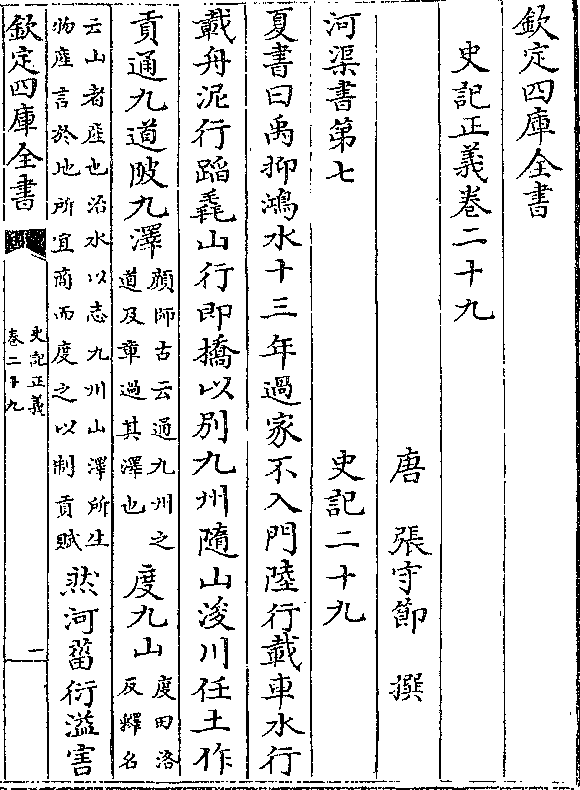 欽定四庫全書
史記正義卷二十九
唐 張守節 撰
河渠書第七 史記二十九
夏書曰禹抑鴻水十三年過家不入門陸行載車水行
載舟泥行蹈毳山行即橋以别九州隨山浚川任土作
貢通九道陂九澤
顔師古云通九州之
道及章過其澤也
度九山
度田洛
反釋名
云山者産也治水以志九州山澤所生
物産言於地所宜商而度之以制貢賦
然河菑衍溢害
欽定四庫全書
史記正義
卷二十九
一